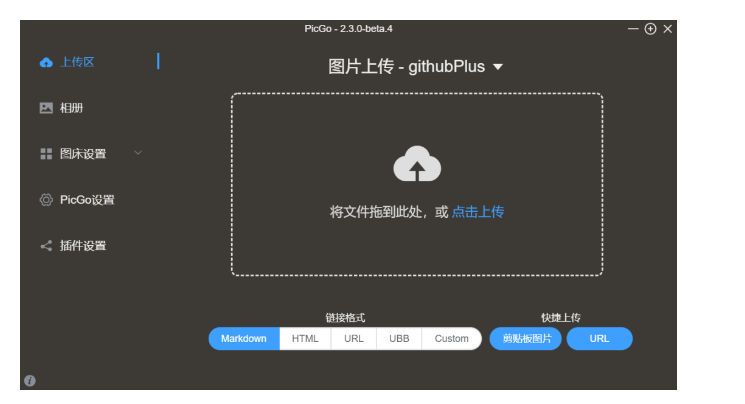 PicGo - 2.3.0-beta.4
上传区
相册
图床设置
PicGo设置
插件设置
图片上传 - githubPlus
将文件拖到此处，或 点击上传
链接格式
Markdown HTML URL UBB Custom
快捷上传
剪贴板图片 URL